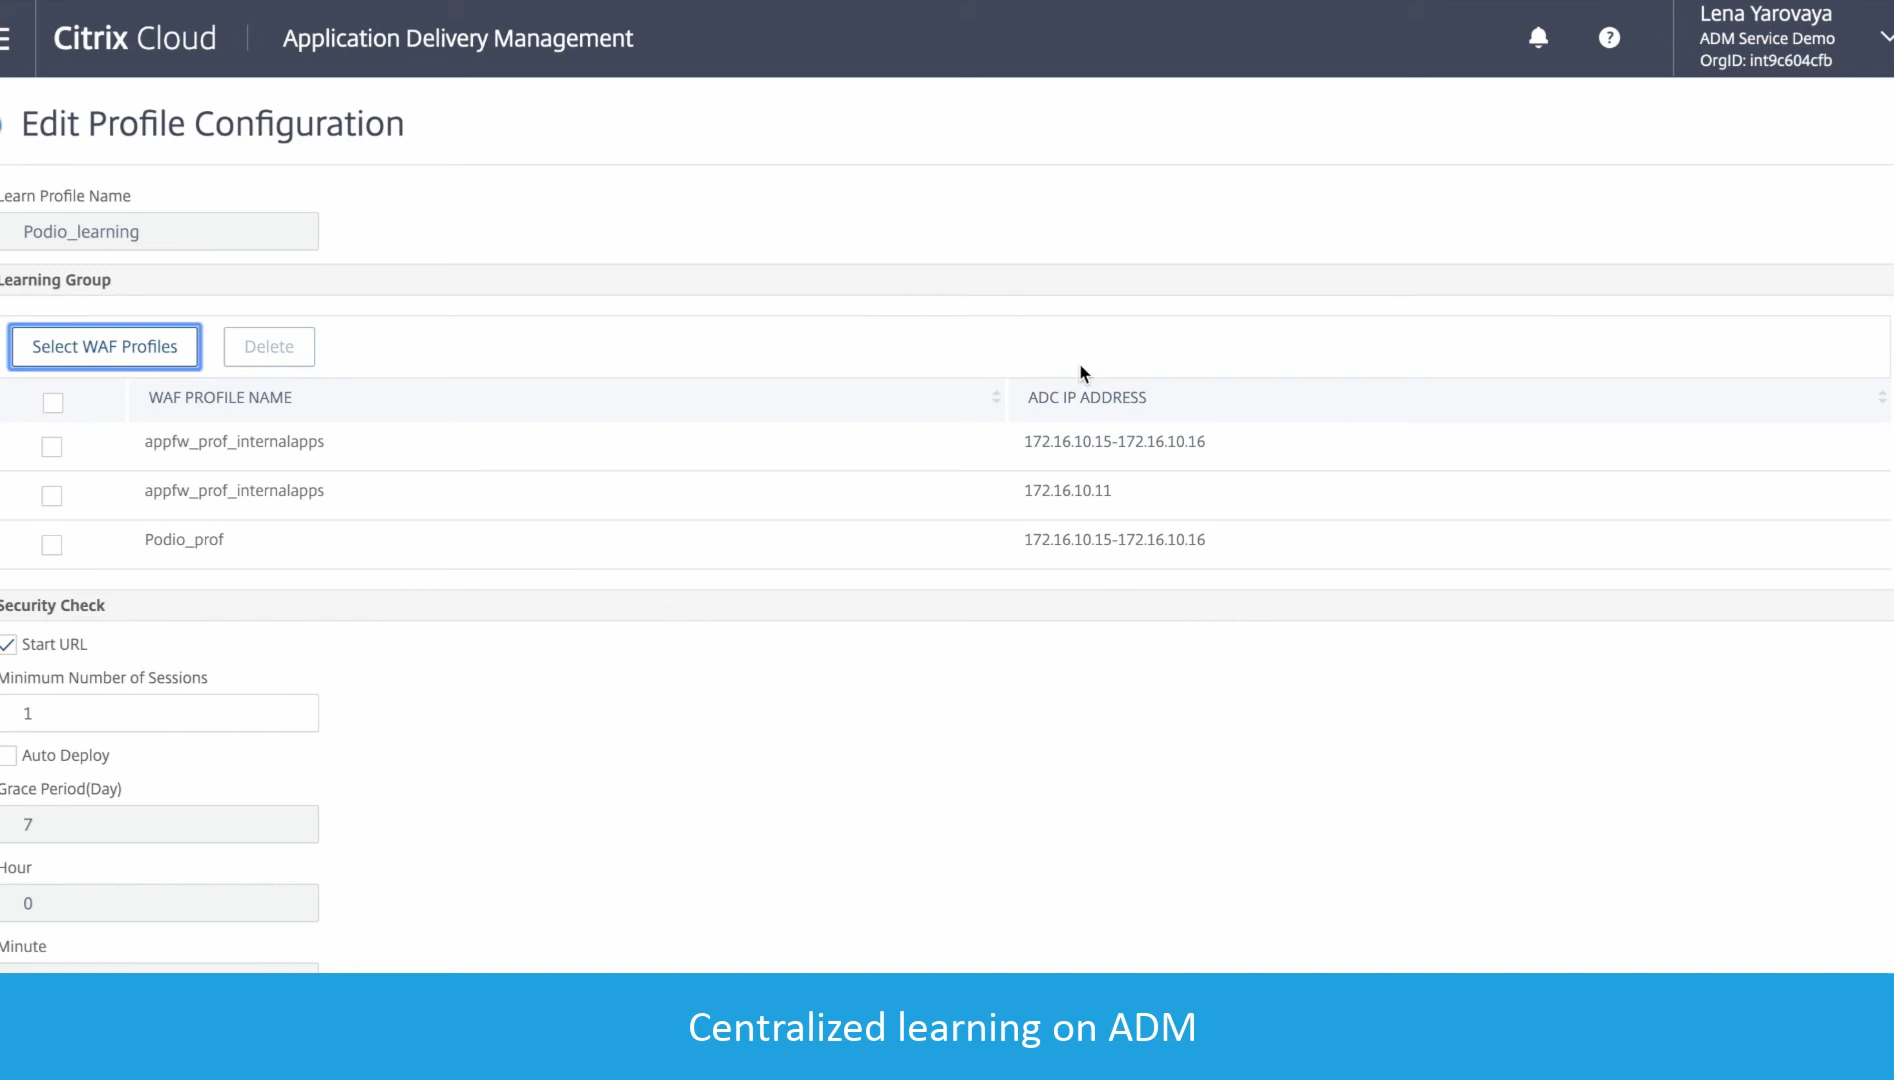 Citrix Cloud
Application Delivery Management
?
Lena Yarovaya
ADM Service Demo
OrgID: int9c604cfb
Edit Profile Configuration
Learn Profile Name
Podio_learning
Learning Group
Select WAF Profiles
Delete
WAF PROFILE NAME
ADC IP ADDRESS
appfw_prof_internalapps
172.16.10.15-172.16.10.16
appfw_prof_internalapps
172.16.10.11
Podio_prof
172.16.10.15-172.16.10.16
Security Check
Start URL
Minimum Number of Sessions
1
Auto Deploy
Grace Period(Day)
7
Hour
0
Minute
Centralized learning on ADM